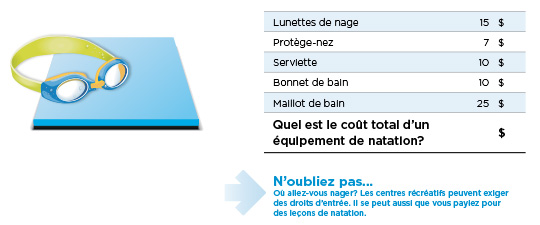 Lunettes de nage 15 $
Protège-nez 7 $
Serviette 10 $
Bonnet de bain 10 $
Maillot de bain 25 $
Quel est le coût total d’un
équipement de natation? $
N’oubliez pas...
Où allez-vous nager? Les centres récréatifs peuvent exiger
des droits d’entrée. Il se peut aussi que vous payiez pour
des leçons de natation.